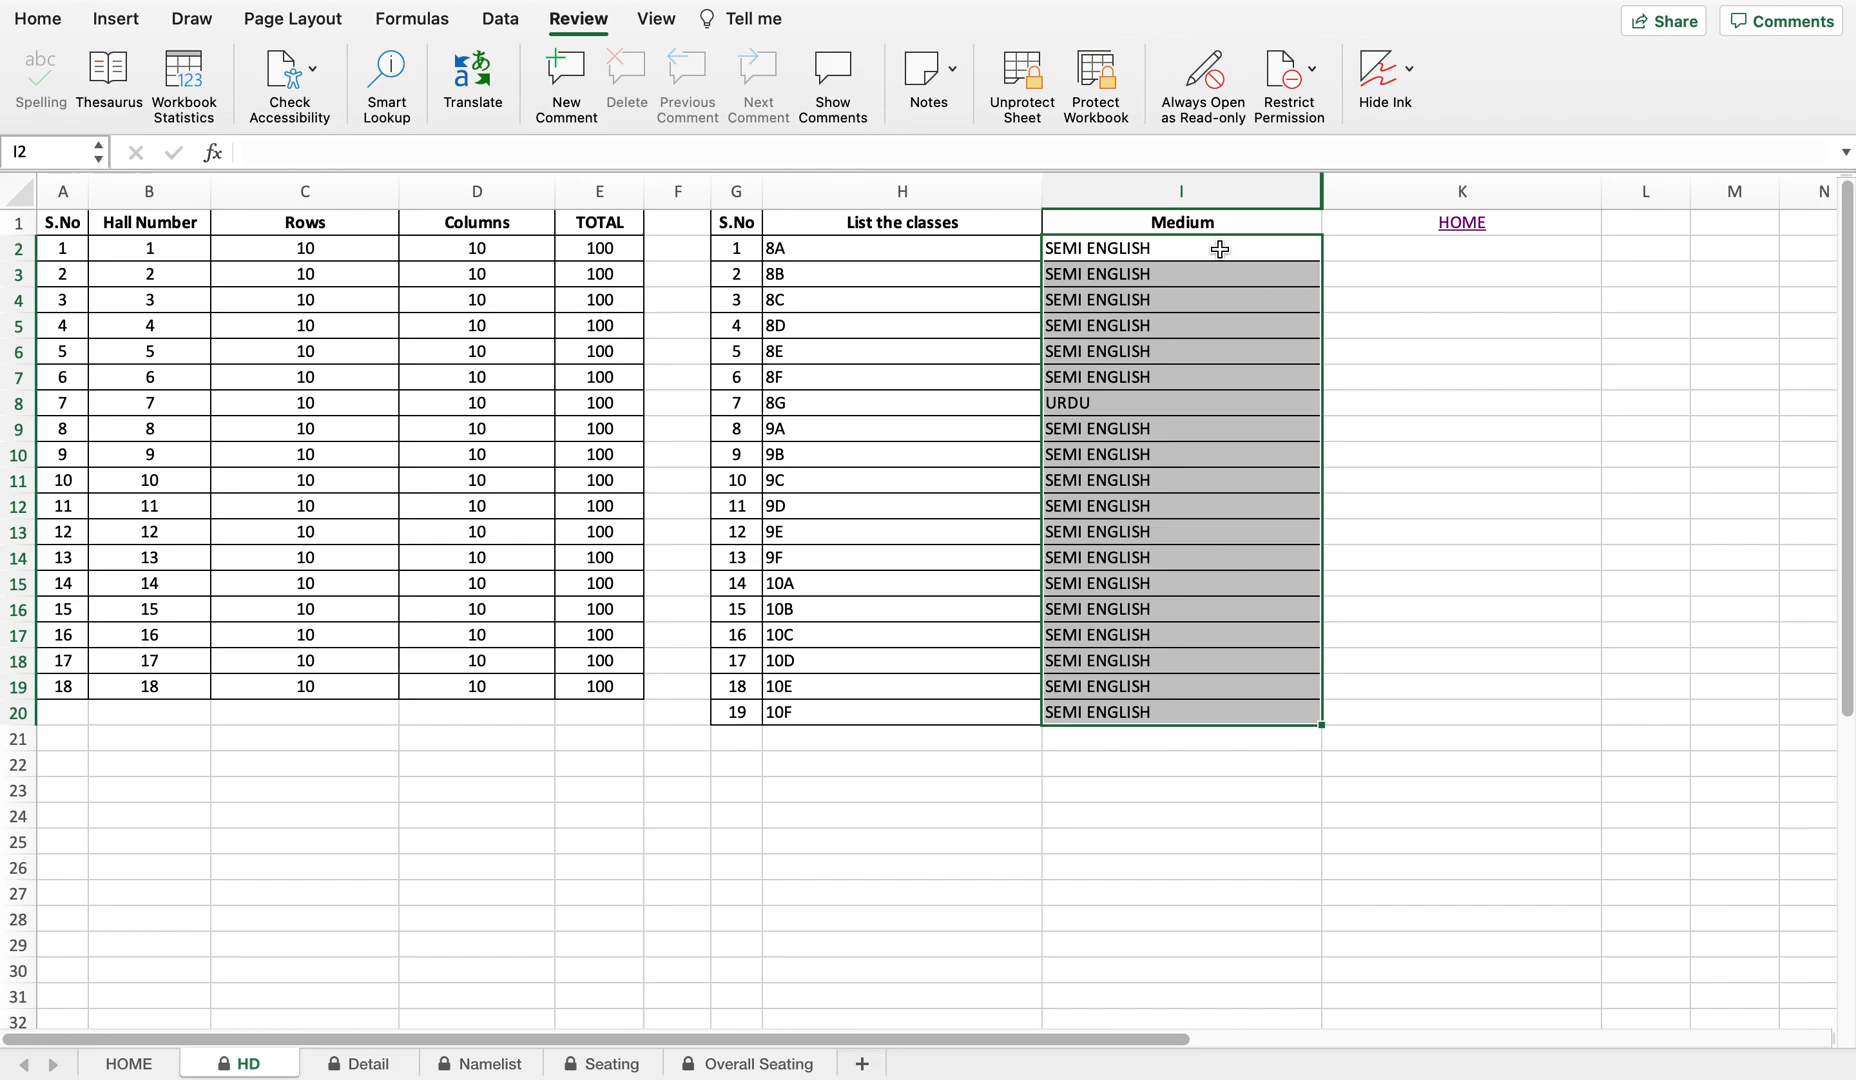 Home Insert Draw Page Layout Formulas Data Review View Tell me Share Comments
abc
Spelling Thesaurus Workbook Statistics Check Accessibility Smart Lookup Translate New Comment Delete Previous Comment Next Comment Show Comments Notes Unprotect Sheet Protect Workbook Always Open as Read-only Restrict Permission Hide Ink
I2 fx
A B C D E F G H I K L M N
1 S.No Hall Number Rows Columns TOTAL S.No List the classes Medium HOME
2 1 1 10 10 100 1 8A SEMI ENGLISH
3 2 2 10 10 100 2 8B SEMI ENGLISH
4 3 3 10 10 100 3 8C SEMI ENGLISH
5 4 4 10 10 100 4 8D SEMI ENGLISH
6 5 5 10 10 100 5 8E SEMI ENGLISH
7 6 6 10 10 100 6 8F SEMI ENGLISH
8 7 7 10 10 100 7 8G URDU
9 8 8 10 10 100 8 9A SEMI ENGLISH
10 9 9 10 10 100 9 9B SEMI ENGLISH
11 10 10 10 10 100 10 9C SEMI ENGLISH
12 11 11 10 10 100 11 9D SEMI ENGLISH
13 12 12 10 10 100 12 9E SEMI ENGLISH
14 13 13 10 10 100 13 9F SEMI ENGLISH
15 14 14 10 10 100 14 10A SEMI ENGLISH
16 15 15 10 10 100 15 10B SEMI ENGLISH
17 16 16 10 10 100 16 10C SEMI ENGLISH
18 17 17 10 10 100 17 10D SEMI ENGLISH
19 18 18 10 10 100 18 10E SEMI ENGLISH
20 19 10F SEMI ENGLISH
21
22
23
24
25
26
27
28
29
30
31
32
HOME HD Detail Namelist Seating Overall Seating +